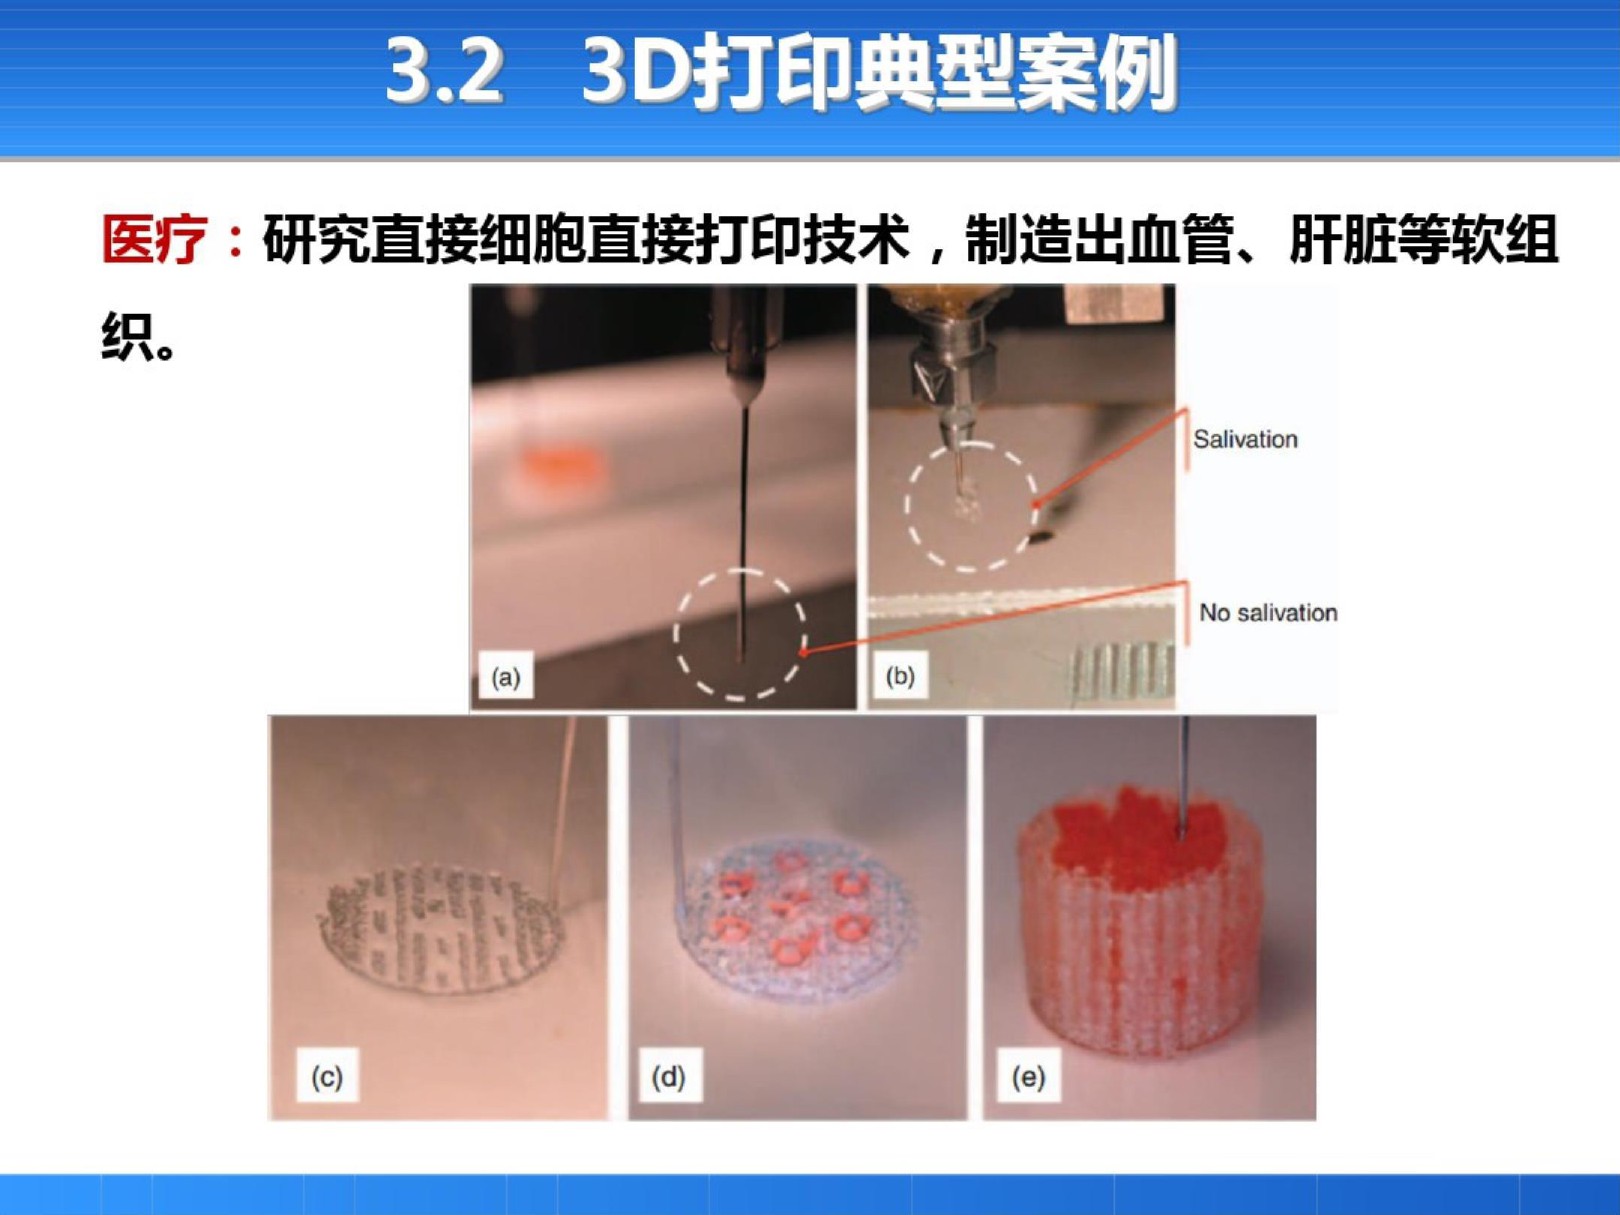 3.2 3D打印典型案例
医疗：研究直接细胞直接打印技术，制造出血管、肝脏等软组
织。
Salivation
No salivation
(a)
(b)
(c)
(d)
(e)